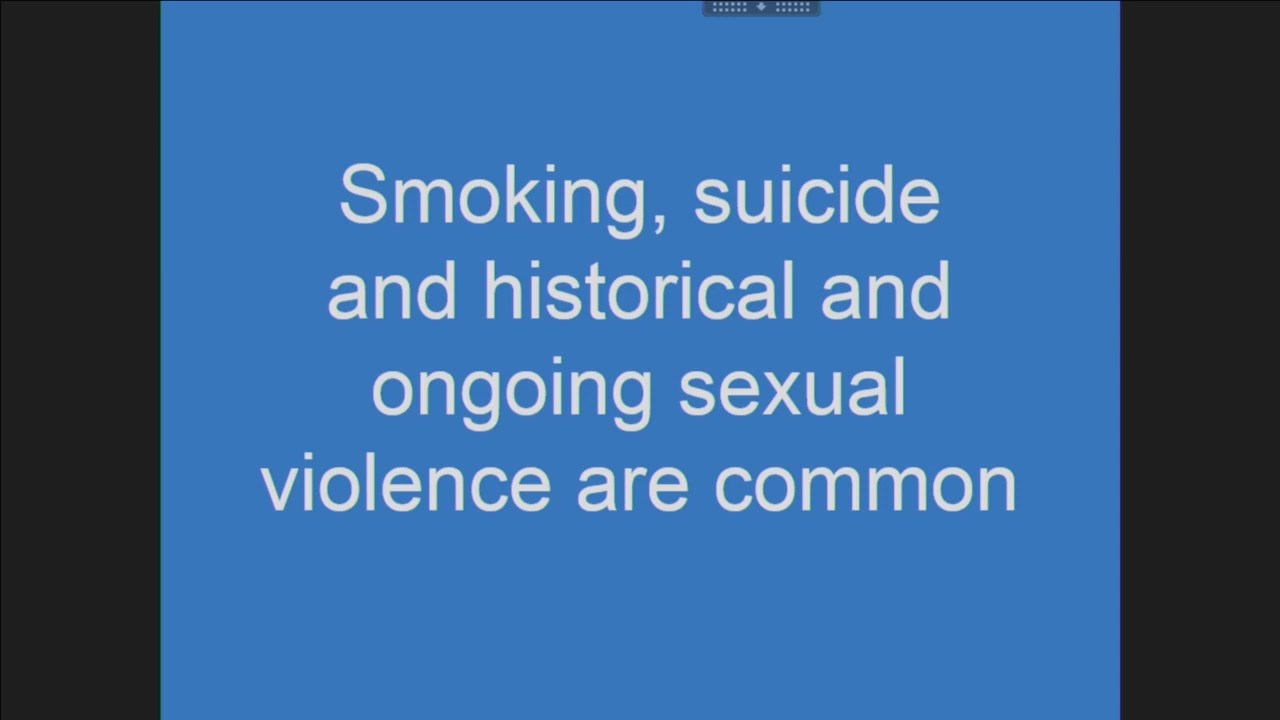 Smoking, suicide
and historical and
ongoing sexual
violence are common